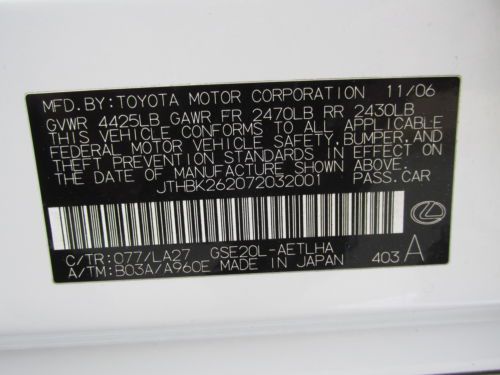 MFD.BY:TOYOTA MOTOR CORPORATION 11/06
GVWR 4425LB GAWR FR 2470LB RR 2430LB
THIS VEHICLE CONFORMS TO ALL APPLICABLE
FEDERAL MOTOR VEHICLE SAFETY,BUMPER,AND
THEFT PREVENTION STANDARDS IN EFFECT ON
THE DATE OF MANUFACTURE SHOWN ABOVE.
JTHBK262072032001 PASS.CAR
C/TR:077/LA27 GSE20L-AETLHA
A/TM:B03A/A960E MADE IN JAPAN 403 A